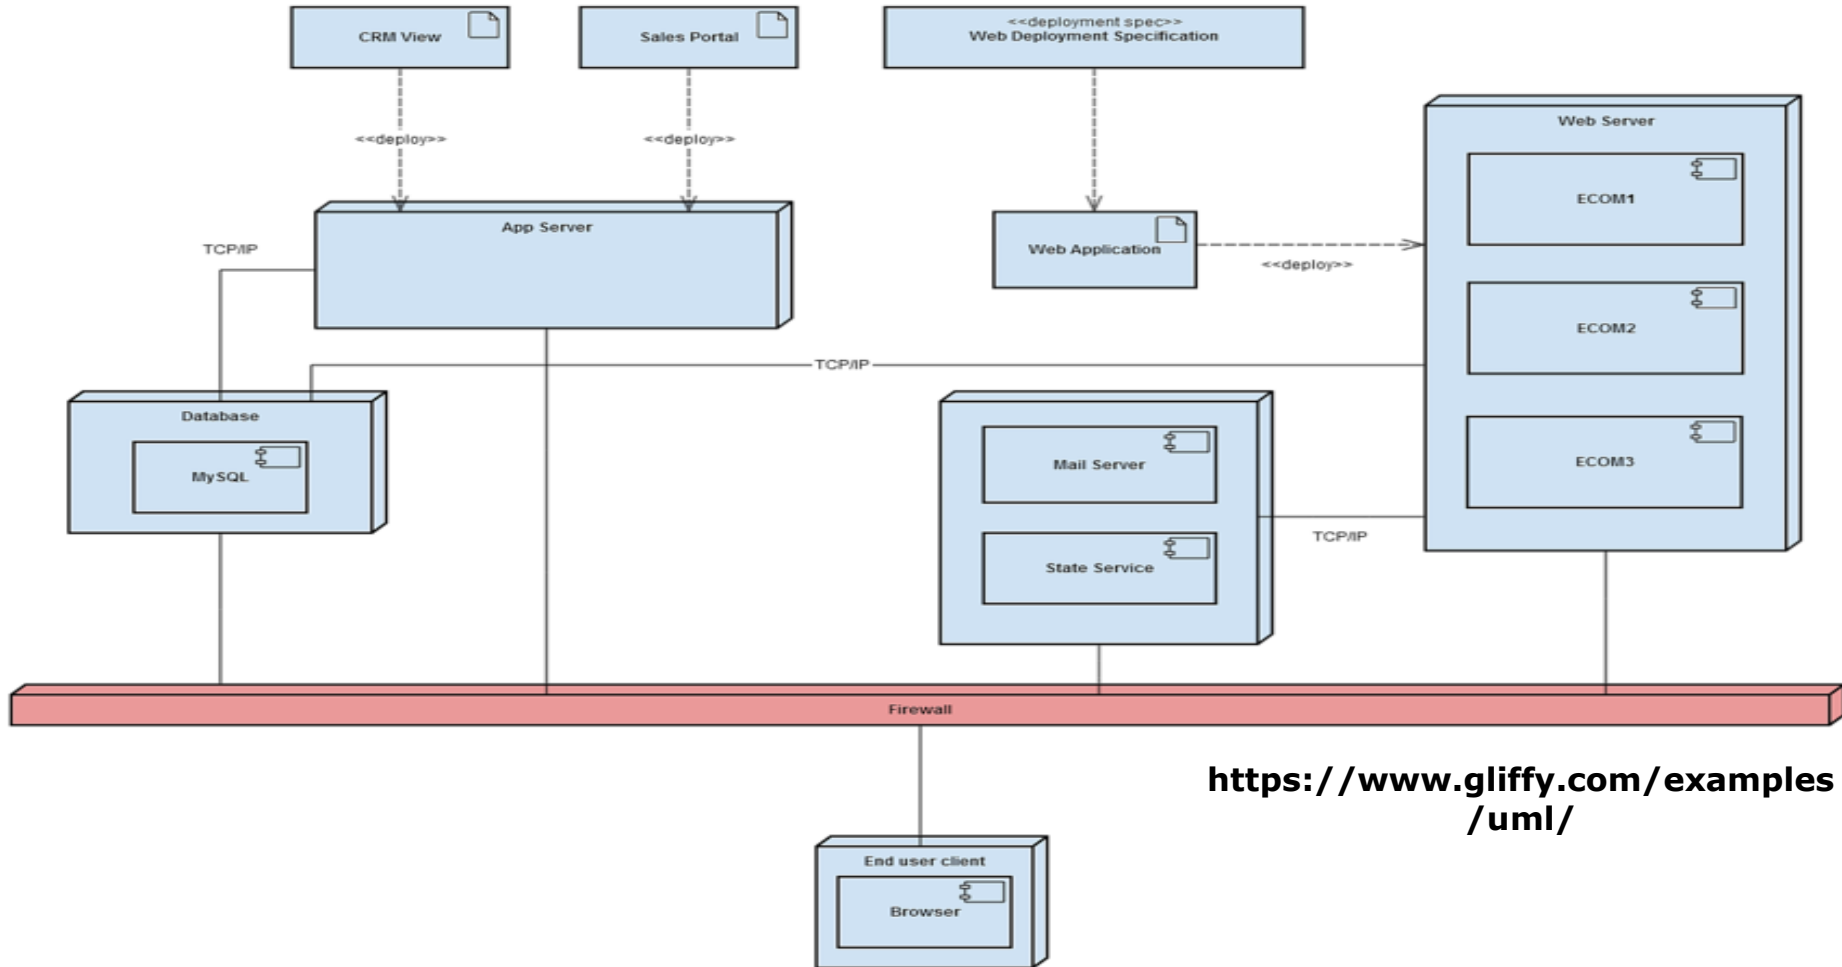 CRM View
Sales Portal
<<deployment spec>>
Web Deployment Specification
<<deploy>>
<<deploy>>
Web Server
ECOM1
App Server
TCP/IP
Web Application
<<deploy>>
ECOM2
TCP/IP
Database
MySQL
Mail Server
ECOM3
TCP/IP
State Service
Firewall
https://www.gliffy.com/examples
/uml/
End user client
Browser